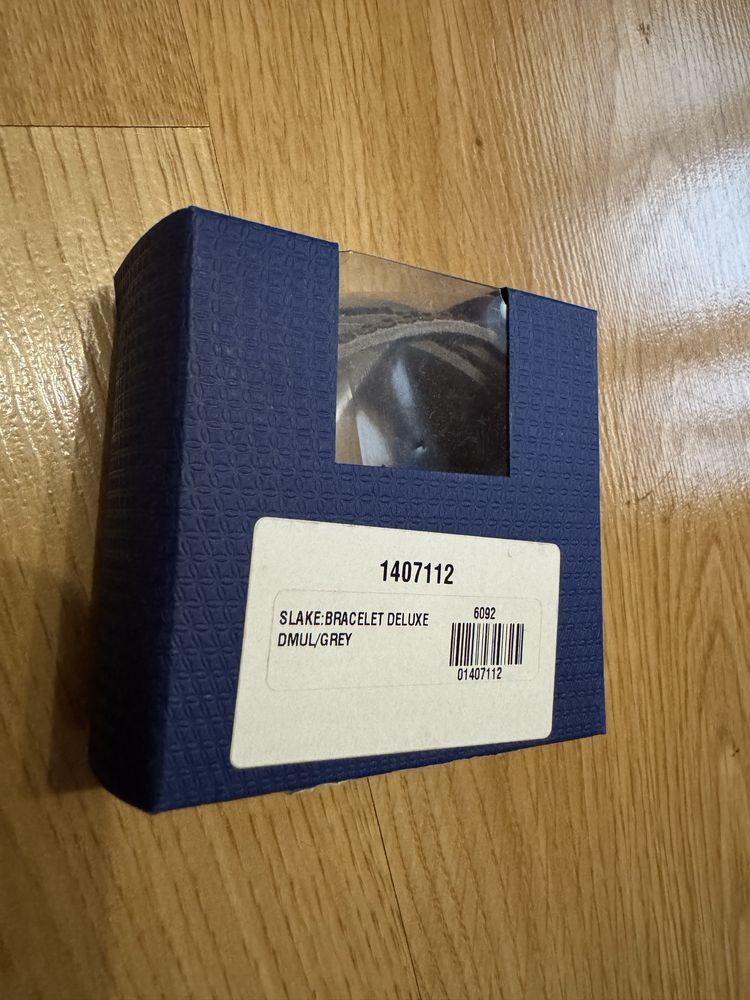 1407112
SLAKE:BRACELET DELUXE
DMUL/GREY
6092
01407112